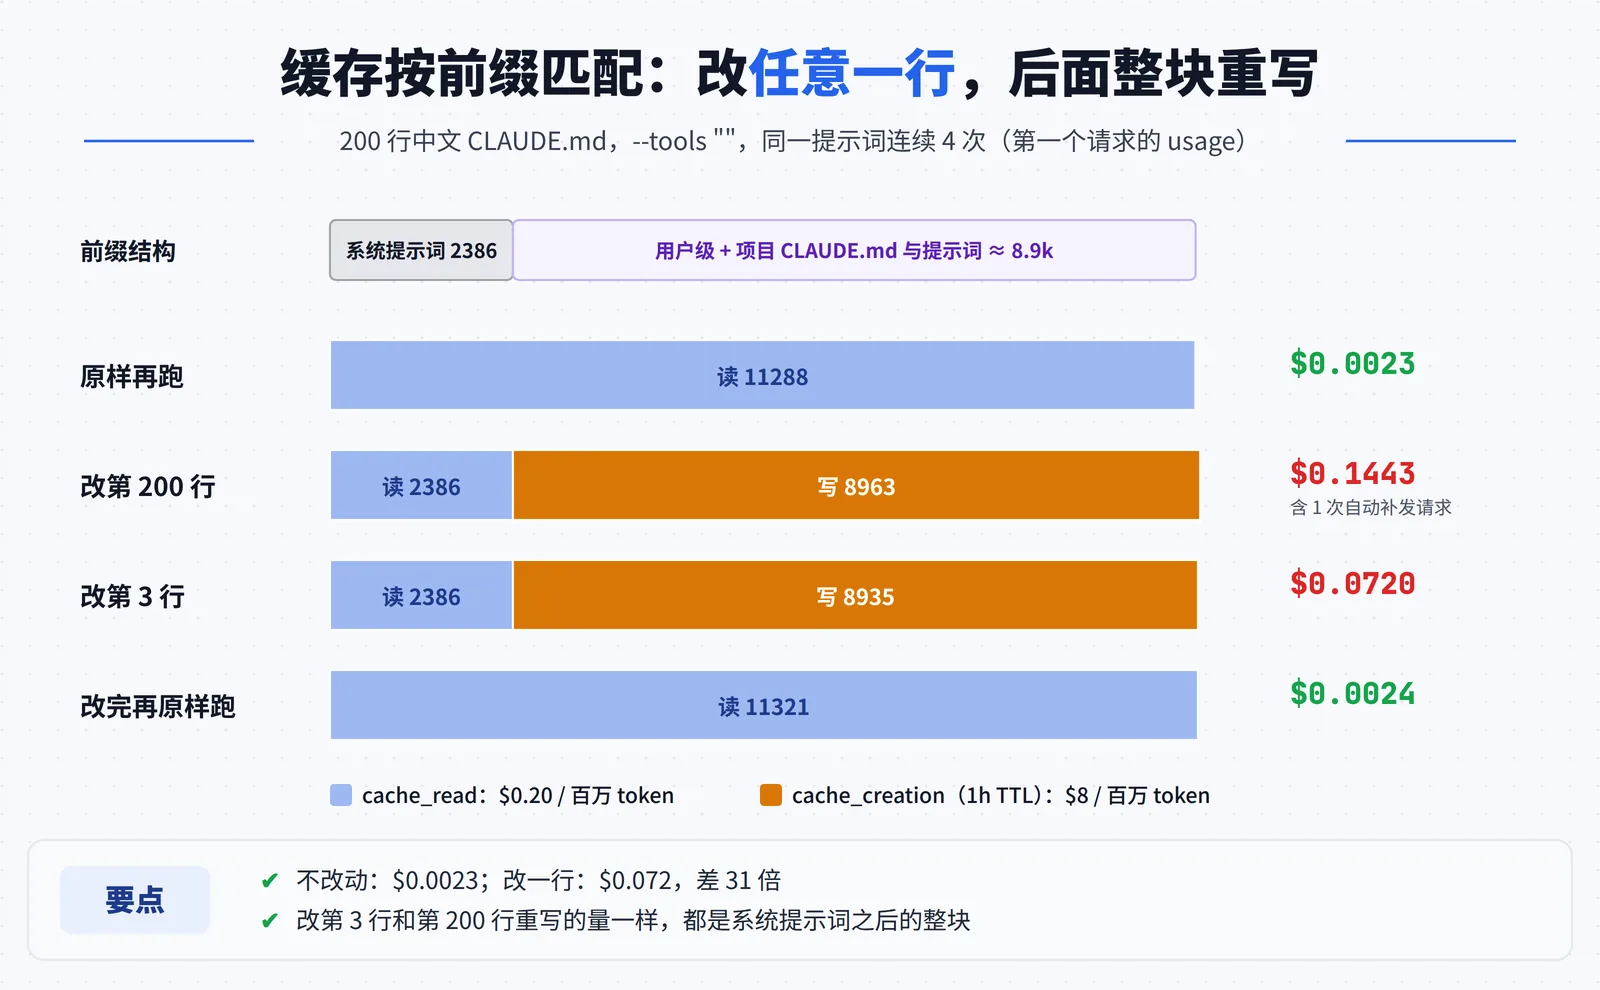 缓存按前缀匹配：改任意一行，后面整块重写
200 行中文 CLAUDE.md，--tools ""，同一提示词连续 4 次（第一个请求的 usage）
前缀结构
系统提示词 2386
用户级 + 项目 CLAUDE.md 与提示词 ≈ 8.9k
原样再跑
读 11288
$0.0023
改第 200 行
读 2386
写 8963
$0.1443
含 1 次自动补发请求
改第 3 行
读 2386
写 8935
$0.0720
改完再原样跑
读 11321
$0.0024
cache_read：$0.20 / 百万 token
cache_creation（1h TTL）：$8 / 百万 token
要点
✔ 不改动：$0.0023；改一行：$0.072，差 31 倍
✔ 改第 3 行和第 200 行重写的量一样，都是系统提示词之后的整块